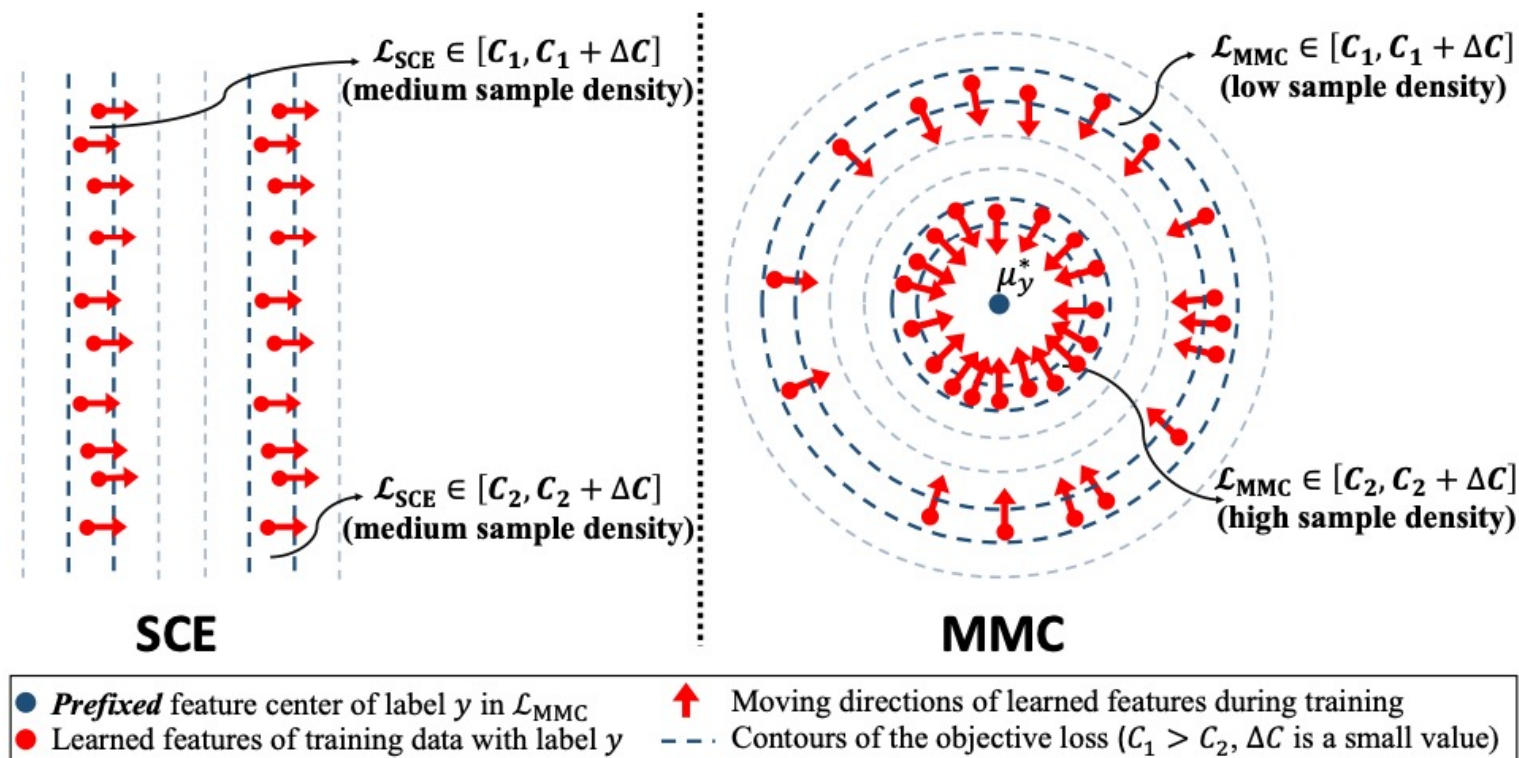 ℒ_SCE ∈ [C₁, C₁ + ΔC]
(medium sample density)
ℒ_SCE ∈ [C₂, C₂ + ΔC]
(medium sample density)
SCE
ℒ_MMC ∈ [C₁, C₁ + ΔC]
(low sample density)
μ*_y
ℒ_MMC ∈ [C₂, C₂ + ΔC]
(high sample density)
MMC
Prefixed feature center of label y in ℒ_MMC
Moving directions of learned features during training
Learned features of training data with label y
Contours of the objective loss (C₁ > C₂, ΔC is a small value)